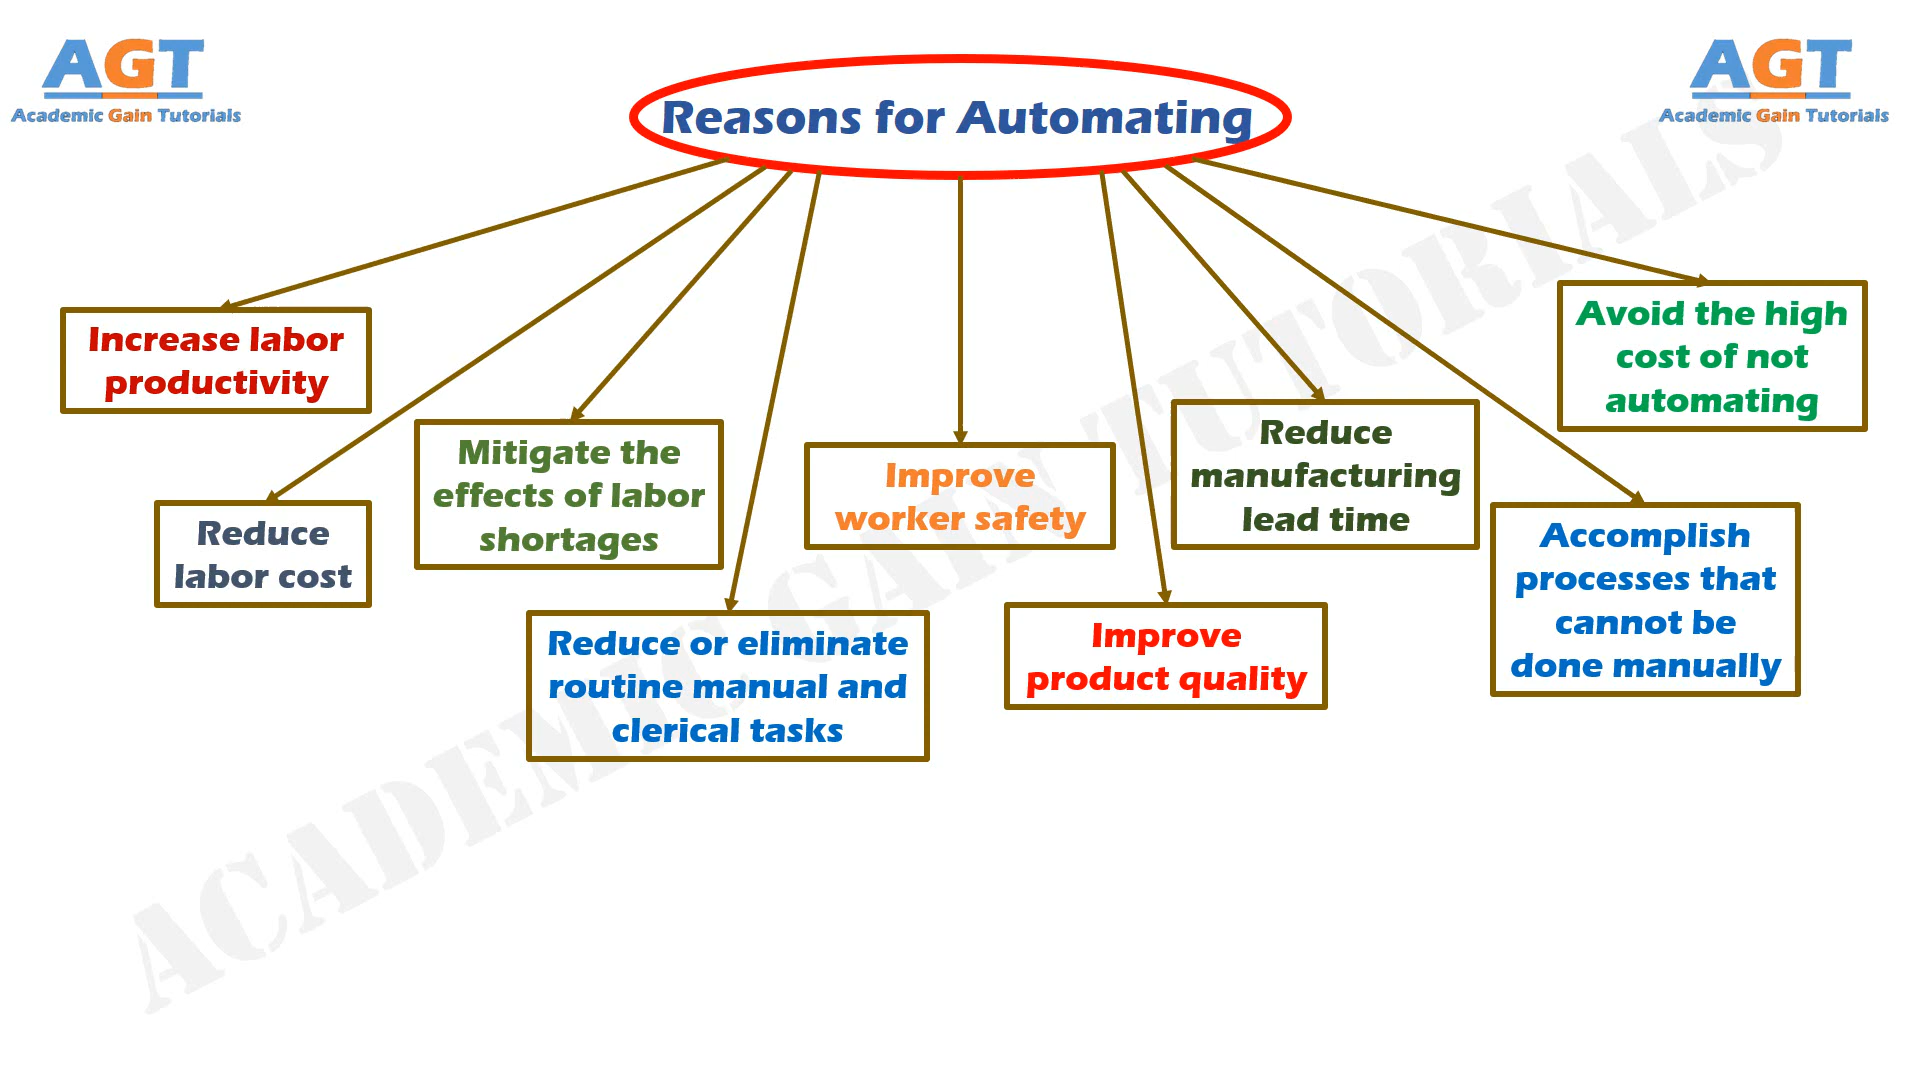 AGT
Academic Gain Tutorials
AGT
Academic Gain Tutorials
Reasons for Automating
Increase labor
productivity
Reduce
labor cost
Mitigate the
effects of labor
shortages
Reduce or eliminate
routine manual and
clerical tasks
Improve
worker safety
Improve
product quality
Reduce
manufacturing
lead time
Accomplish
processes that
cannot be
done manually
Avoid the high
cost of not
automating
ACADEMIC GAIN TUTORIALS